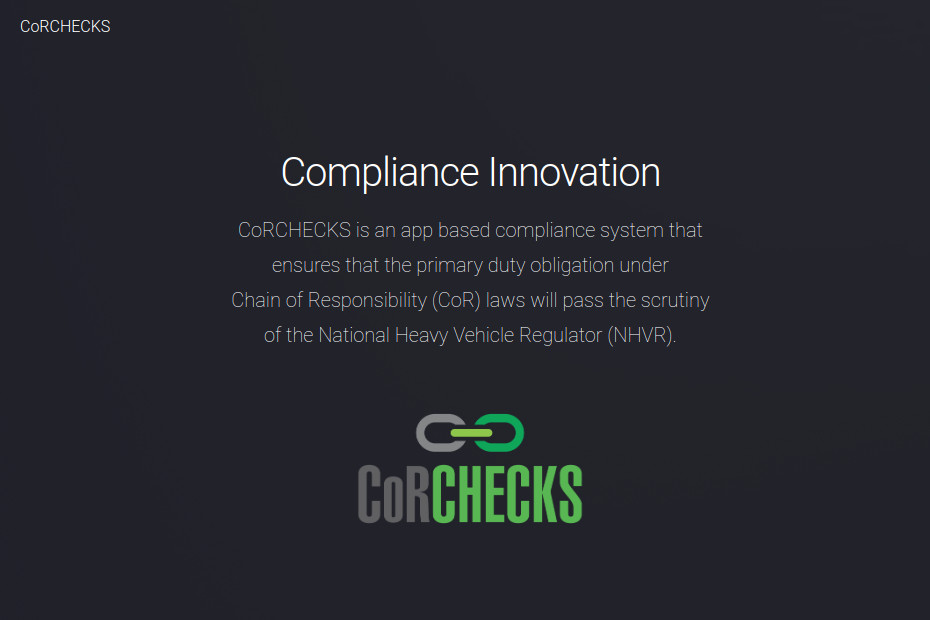 CoRCHECKS
Compliance Innovation
CoRCHECKS is an app based compliance system that
ensures that the primary duty obligation under
Chain of Responsibility (CoR) laws will pass the scrutiny
of the National Heavy Vehicle Regulator (NHVR).
CoRCHECKS